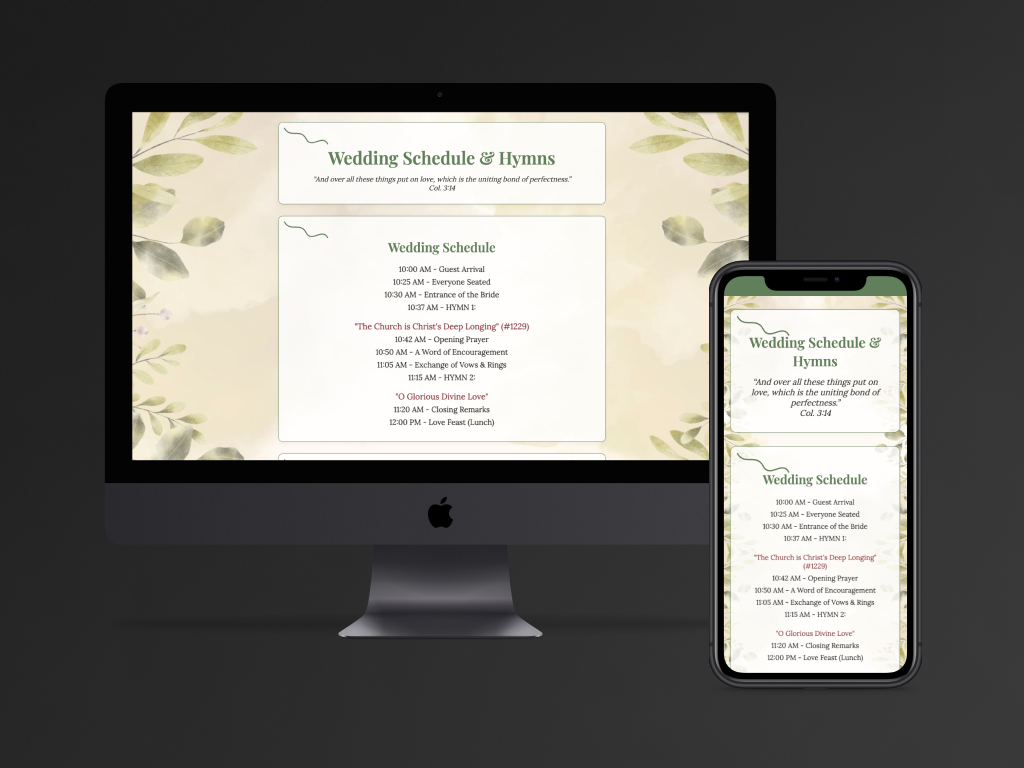 Wedding Schedule & Hymns
"And over all these things put on love, which is the uniting bond of perfectness."
Col. 3:14
Wedding Schedule
10:00 AM - Guest Arrival
10:25 AM - Everyone Seated
10:30 AM - Entrance of the Bride
10:37 AM - HYMN 1:
"The Church is Christ's Deep Longing" (#1229)
10:42 AM - Opening Prayer
10:50 AM - A Word of Encouragement
11:05 AM - Exchange of Vows & Rings
11:15 AM - HYMN 2:
"O Glorious Divine Love"
11:20 AM - Closing Remarks
12:00 PM - Love Feast (Lunch)
Wedding Schedule &
Hymns
"And over all these things put on
love, which is the uniting bond of
perfectness."
Col. 3:14
Wedding Schedule
10:00 AM - Guest Arrival
10:25 AM - Everyone Seated
10:30 AM - Entrance of the Bride
10:37 AM - HYMN 1:
"The Church is Christ's Deep Longing"
(#1229)
10:42 AM - Opening Prayer
10:50 AM - A Word of Encouragement
11:05 AM - Exchange of Vows & Rings
11:15 AM - HYMN 2:
"O Glorious Divine Love"
11:20 AM - Closing Remarks
12:00 PM - Love Feast (Lunch)